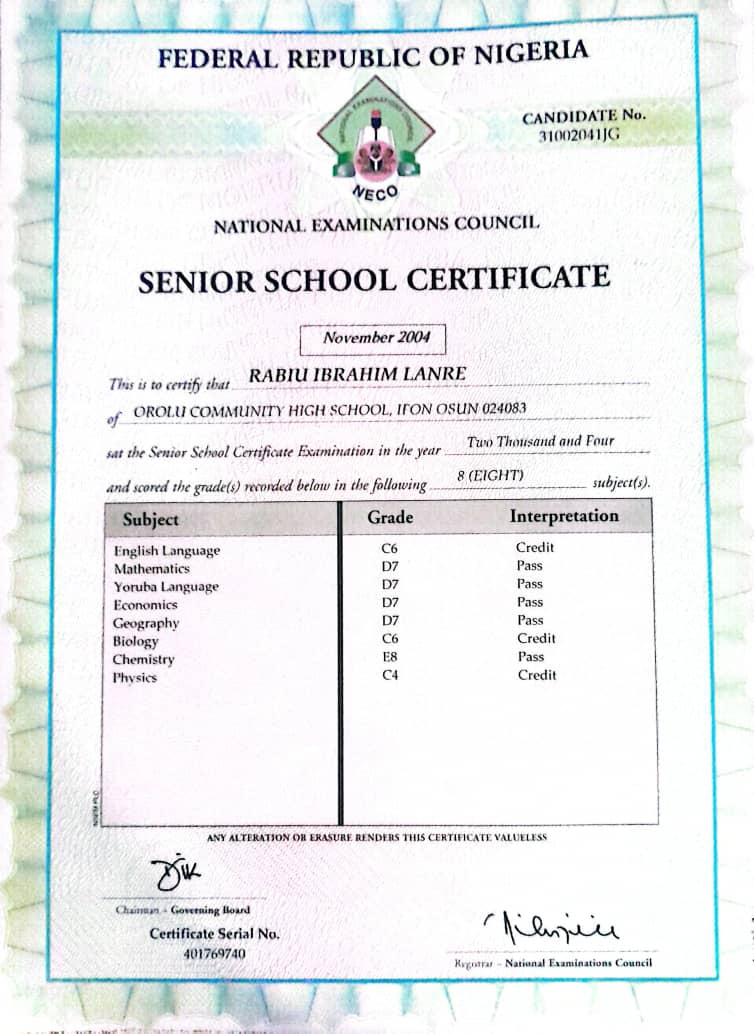 FEDERAL REPUBLIC OF NIGERIA
CANDIDATE No.
31002041JG
NATIONAL EXAMINATIONS COUNCIL
NECO
NATIONAL EXAMINATIONS COUNCIL
SENIOR SCHOOL CERTIFICATE
November 2004
This is to certify that RABIU IBRAHIM LANRE
of OROLU COMMUNITY HIGH SCHOOL, IFON OSUN 024083
sat the Senior School Certificate Examination in the year Two Thousand and Four
and scored the grade(s) recorded below in the following 8 (EIGHT) subject(s).
Subject Grade Interpretation
English Language C6 Credit
Mathematics D7 Pass
Yoruba Language D7 Pass
Economics D7 Pass
Geography D7 Pass
Biology C6 Credit
Chemistry E8 Pass
Physics C4 Credit
ANY ALTERATION OR ERASURE RENDERS THIS CERTIFICATE VALUELESS
Chairman - Governing Board
Certificate Serial No.
401769740
Registrar - National Examinations Council